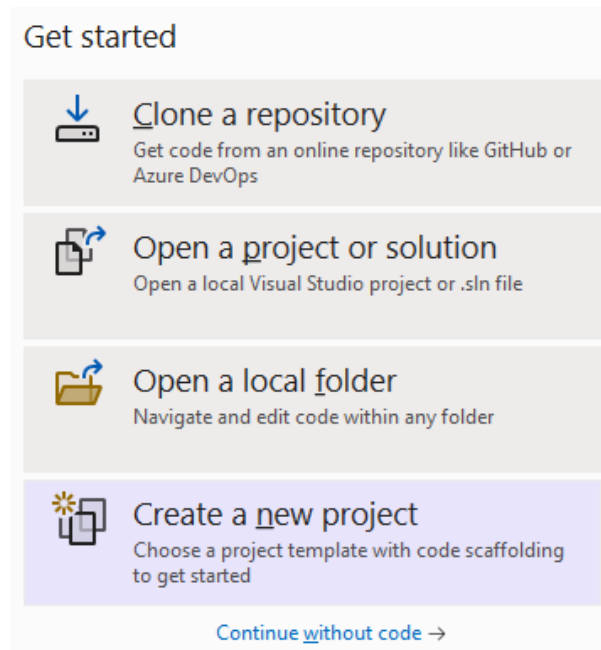 Get started
Clone a repository
Get code from an online repository like GitHub or
Azure DevOps
Open a project or solution
Open a local Visual Studio project or .sln file
Open a local folder
Navigate and edit code within any folder
Create a new project
Choose a project template with code scaffolding
to get started
Continue without code →